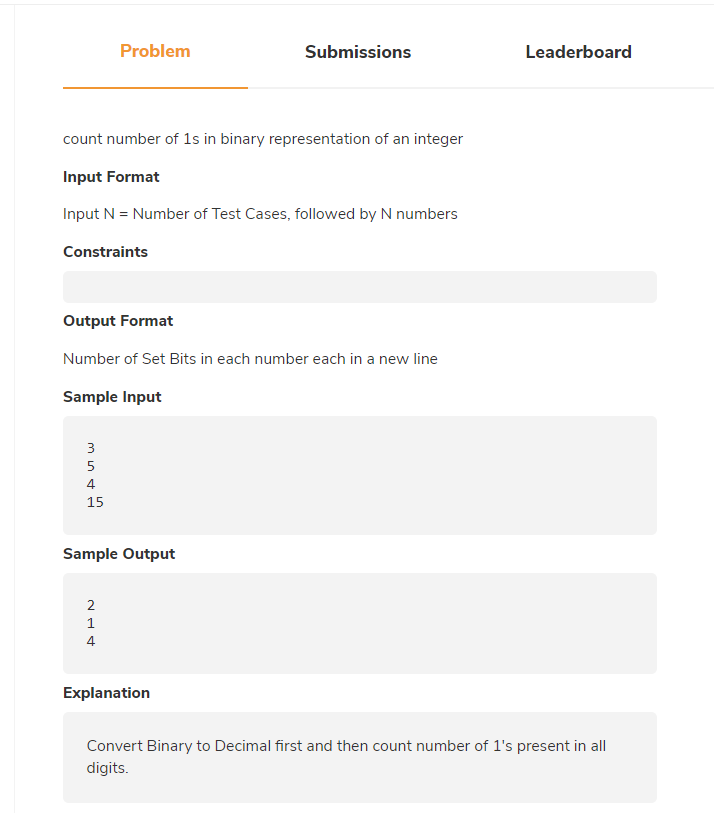 Problem
Submissions
Leaderboard
count number of 1s in binary representation of an integer
Input Format
Input N = Number of Test Cases, followed by N numbers
Constraints
Output Format
Number of Set Bits in each number each in a new line
Sample Input
3
5
4
15
Sample Output
2
1
4
Explanation
Convert Binary to Decimal first and then count number of 1's present in all
digits.